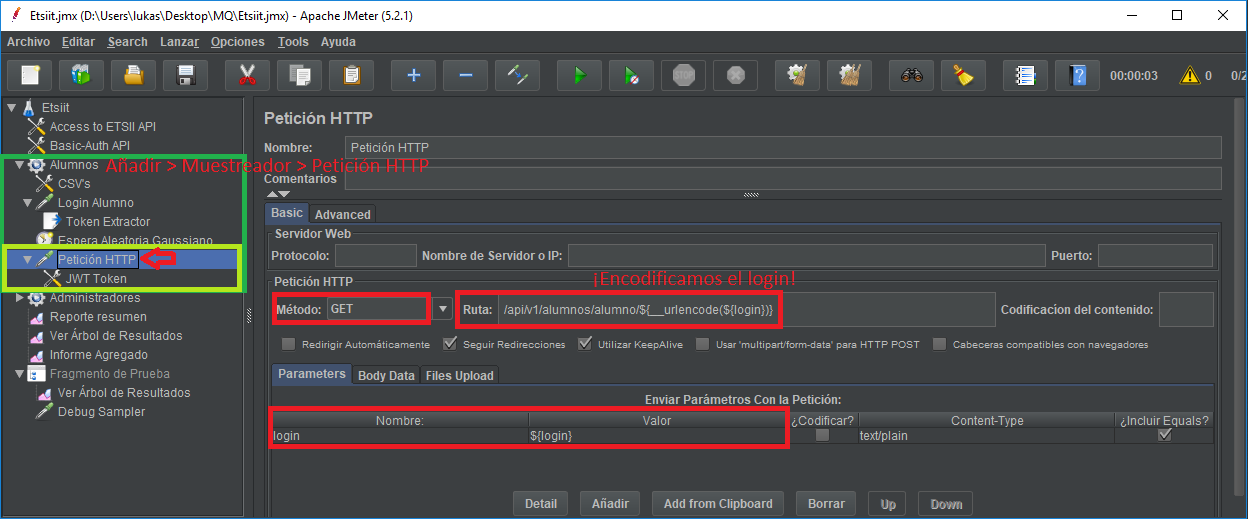 Etsiit.jmx (D:\Users\lukas\Desktop\MQ\Etsiit.jmx) - Apache JMeter (5.2.1)
Archivo Editar Search Lanzar Opciones Tools Ayuda
STOP 00:00:03 0 0/2
Etsiit
Access to ETSII API
Basic-Auth API
Alumnos
CSV's
Login Alumno
Token Extractor
Espera Aleatoria Gaussiano
Petición HTTP
JWT Token
Administradores
Reporte resumen
Ver Árbol de Resultados
Informe Agregado
Fragmento de Prueba
Ver Árbol de Resultados
Debug Sampler
Añadir > Muestreador > Petición HTTP
Petición HTTP
Nombre: Petición HTTP
Comentarios
Basic Advanced
Servidor Web
Protocolo: Nombre de Servidor o IP: Puerto:
¡Encodificamos el login!
Petición HTTP
Método: GET Ruta: /api/v1/alumnos/alumno/${__urlencode(${login})} Codificacíon del contenido:
Redirigir Automáticamente Seguir Redirecciones Utilizar KeepAlive Usar 'multipart/form-data' para HTTP POST Cabeceras compatibles con navegadores
Parameters Body Data Files Upload
Enviar Parámetros Con la Petición:
Nombre: Valor ¿Codificar? Content-Type ¿Incluir Equals?
login ${login} text/plain
Detail Añadir Add from Clipboard Borrar Up Down